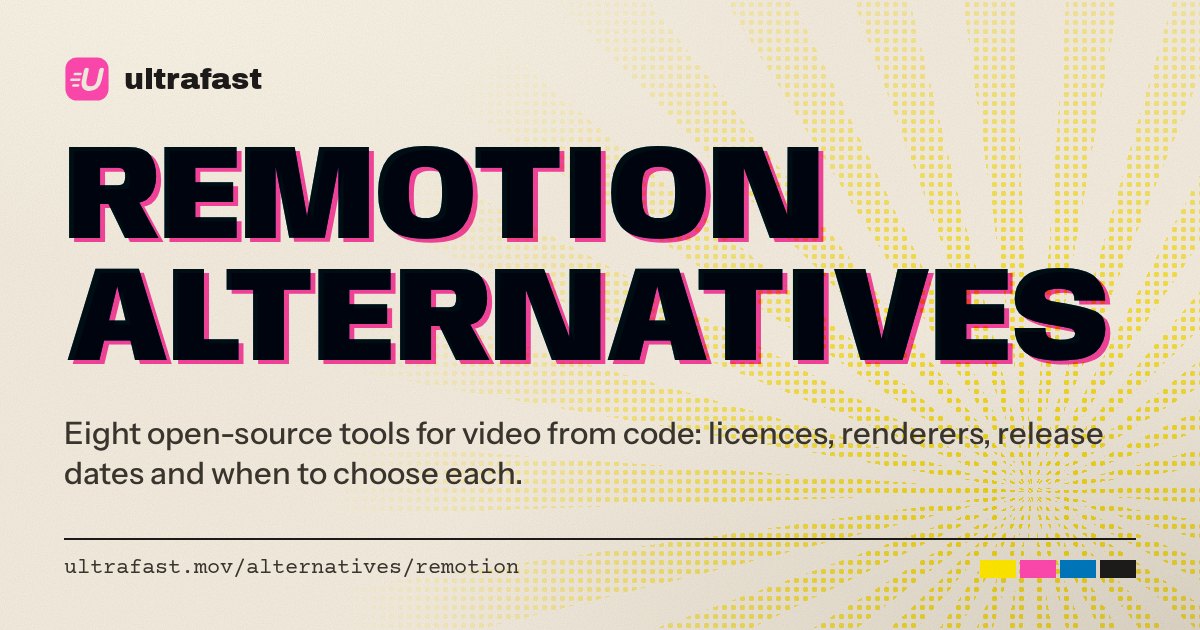 U
ultrafast
REMOTION
ALTERNATIVES
Eight open-source tools for video from code: licences, renderers, release
dates and when to choose each.
ultrafast.mov/alternatives/remotion